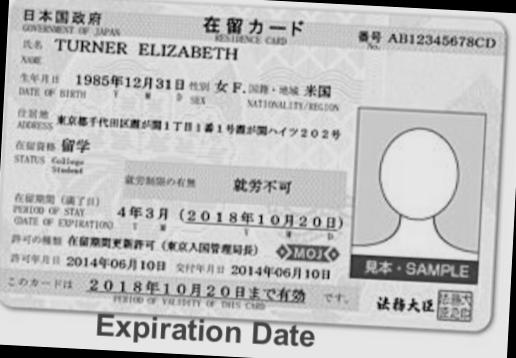 日本国政府 在留カード 番号 AB12345678CD
GOVERNMENT OF JAPAN RESIDENCE CARD No.
氏名 TURNER ELIZABETH
NAME
生年月日 1985年12月31日 性別 女 F. 国籍・地域 米国
DATE OF BIRTH Y M D SEX NATIONALITY/REGION
住居地
ADDRESS 東京都千代田区霞が関1丁目1番1号霞が関ハイツ202号
在留資格 留学
STATUS College
Student
就労制限の有無 就労不可
在留期間(満了日)
PERIOD OF STAY 4年3月(2018年10月20日)
(DATE OF EXPIRATION) Y M Y M D
許可の種類 在留期間更新許可(東京入国管理局長) MOJ
許可年月日 2014年06月10日 交付年月日 2014年06月10日
見本・SAMPLE
このカードは 2018年10月20日まで有効 です。
PERIOD OF VALIDITY OF THIS CARD
法務大臣
Expiration Date